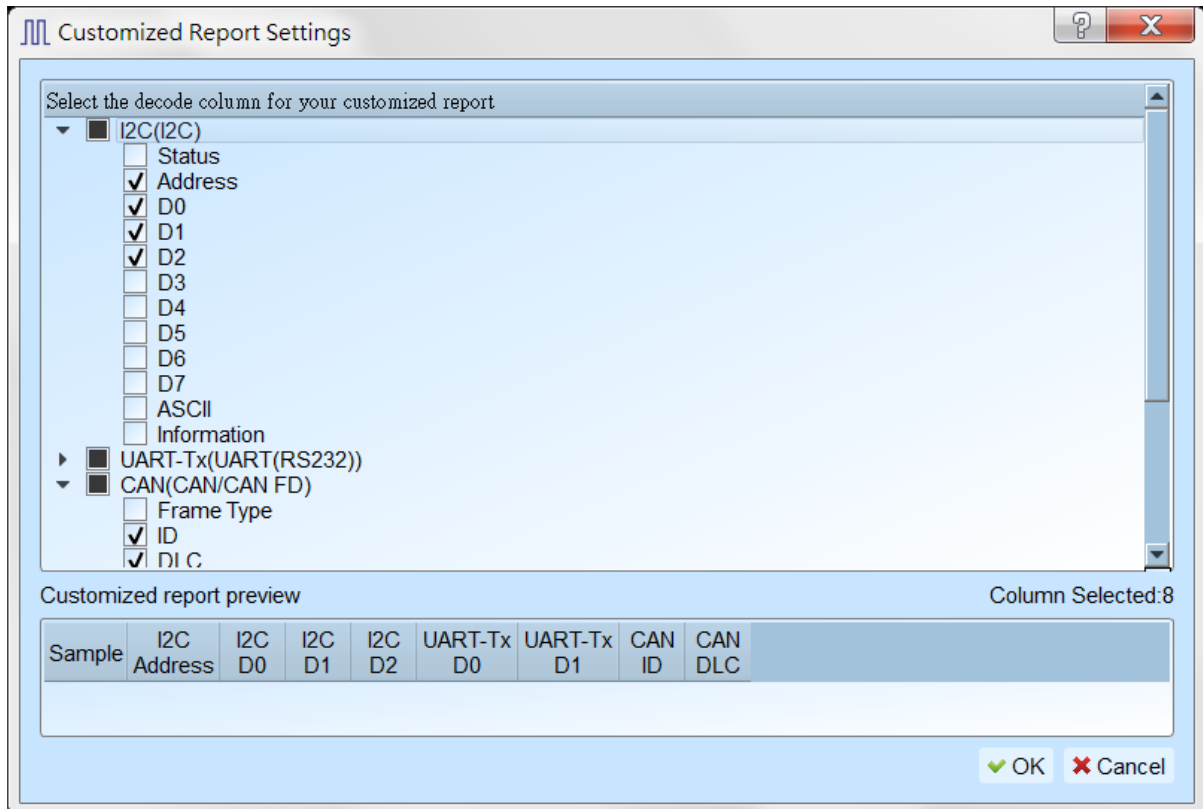 Customized Report Settings
Select the decode column for your customized report
I2C(I2C)
Status
Address
D0
D1
D2
D3
D4
D5
D6
D7
ASCII
Information
UART-Tx(UART(RS232))
CAN(CAN/CAN FD)
Frame Type
ID
DLC
Customized report preview
Column Selected:8
Sample I2C Address I2C D0 I2C D1 I2C D2 UART-Tx D0 UART-Tx D1 CAN ID CAN DLC
OK Cancel